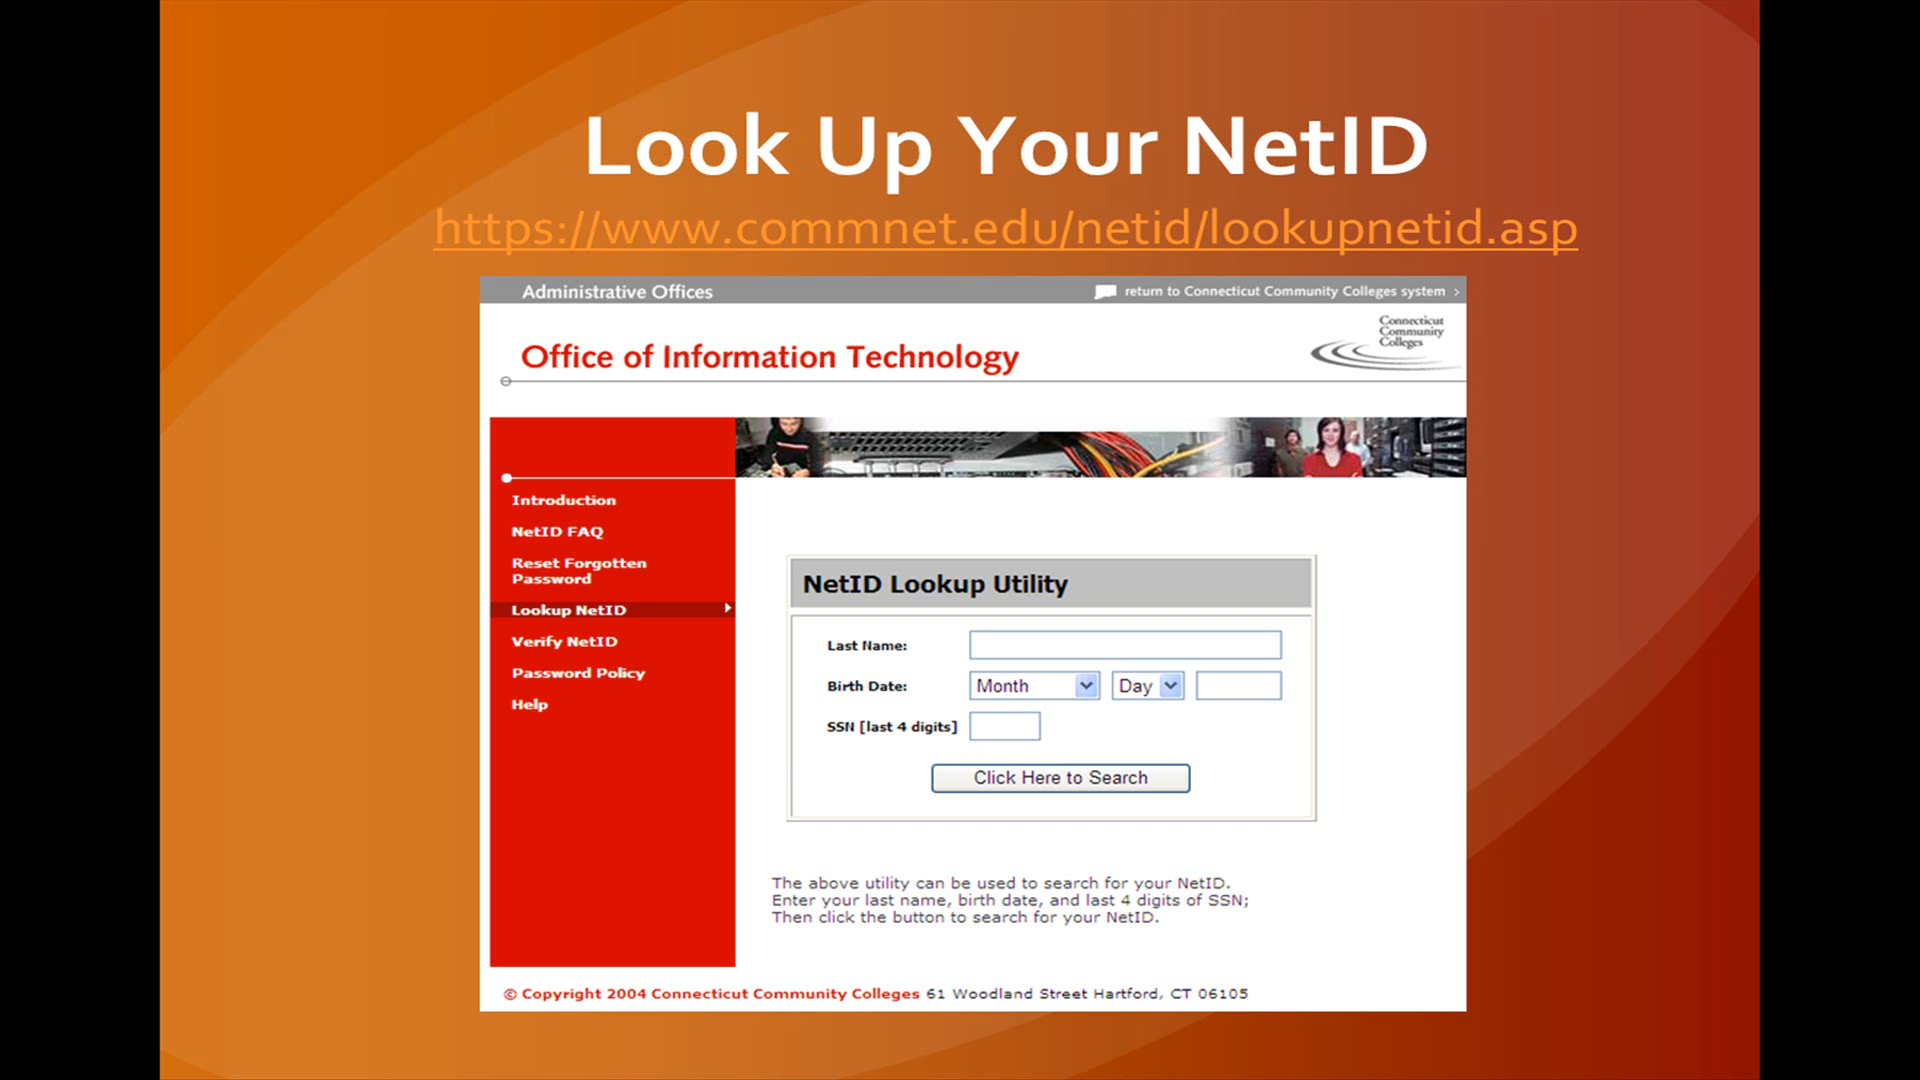 Look Up Your NetID
https://www.commnet.edu/netid/lookupnetid.asp
Administrative Offices
return to Connecticut Community Colleges system >
Connecticut
Community
Colleges
Office of Information Technology
Introduction
NetID FAQ
Reset Forgotten
Password
Lookup NetID
Verify NetID
Password Policy
Help
NetID Lookup Utility
Last Name:
Birth Date: Month Day
SSN [last 4 digits]
Click Here to Search
The above utility can be used to search for your NetID.
Enter your last name, birth date, and last 4 digits of SSN;
Then click the button to search for your NetID.
© Copyright 2004 Connecticut Community Colleges 61 Woodland Street Hartford, CT 06105